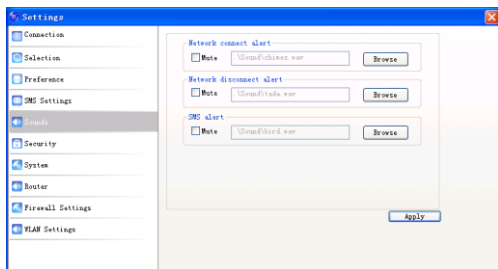 Settings
Connection
Selection
Preference
SMS Settings
Sounds
Security
System
Router
Firewall Settings
WLAN Settings
Network connect alert
Mute .\Sound\chimes.wav Browse
Network disconnect alert
Mute .\Sound\tada.wav Browse
SMS alert
Mute .\Sound\bird.wav Browse
Apply